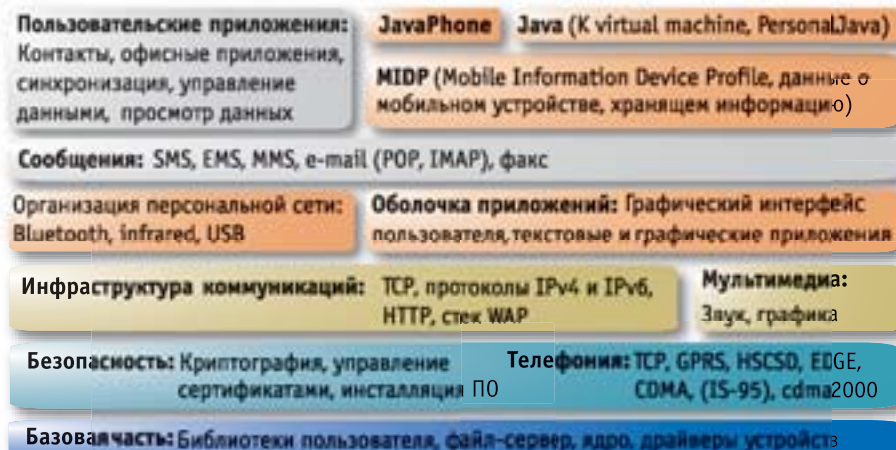 Пользовательские приложения:
Контакты, офисные приложения,
синхронизация, управление
данными, просмотр данных
JavaPhone
Java (K virtual machine, PersonalJava)
MIDP (Mobile Information Device Profile, данные о
мобильном устройстве, хранящем информацию)
Сообщения: SMS, EMS, MMS, e-mail (POP, IMAP), факс
Организация персональной сети:
Bluetooth, infrared, USB
Оболочка приложений: Графический интерфейс
пользователя, текстовые и графические приложения
Инфраструктура коммуникаций: TCP, протоколы IPv4 и IPv6,
HTTP, стек WAP
Мультимедиа:
Звук, графика
Безопасность: Криптография, управление
сертификатами, инсталляция ПО
Телефония: TCP, GPRS, HSCSD, EDGE,
CDMA, (IS-95), cdma2000
Базовая часть: Библиотеки пользователя, файл-сервер, ядро, драйверы устройств